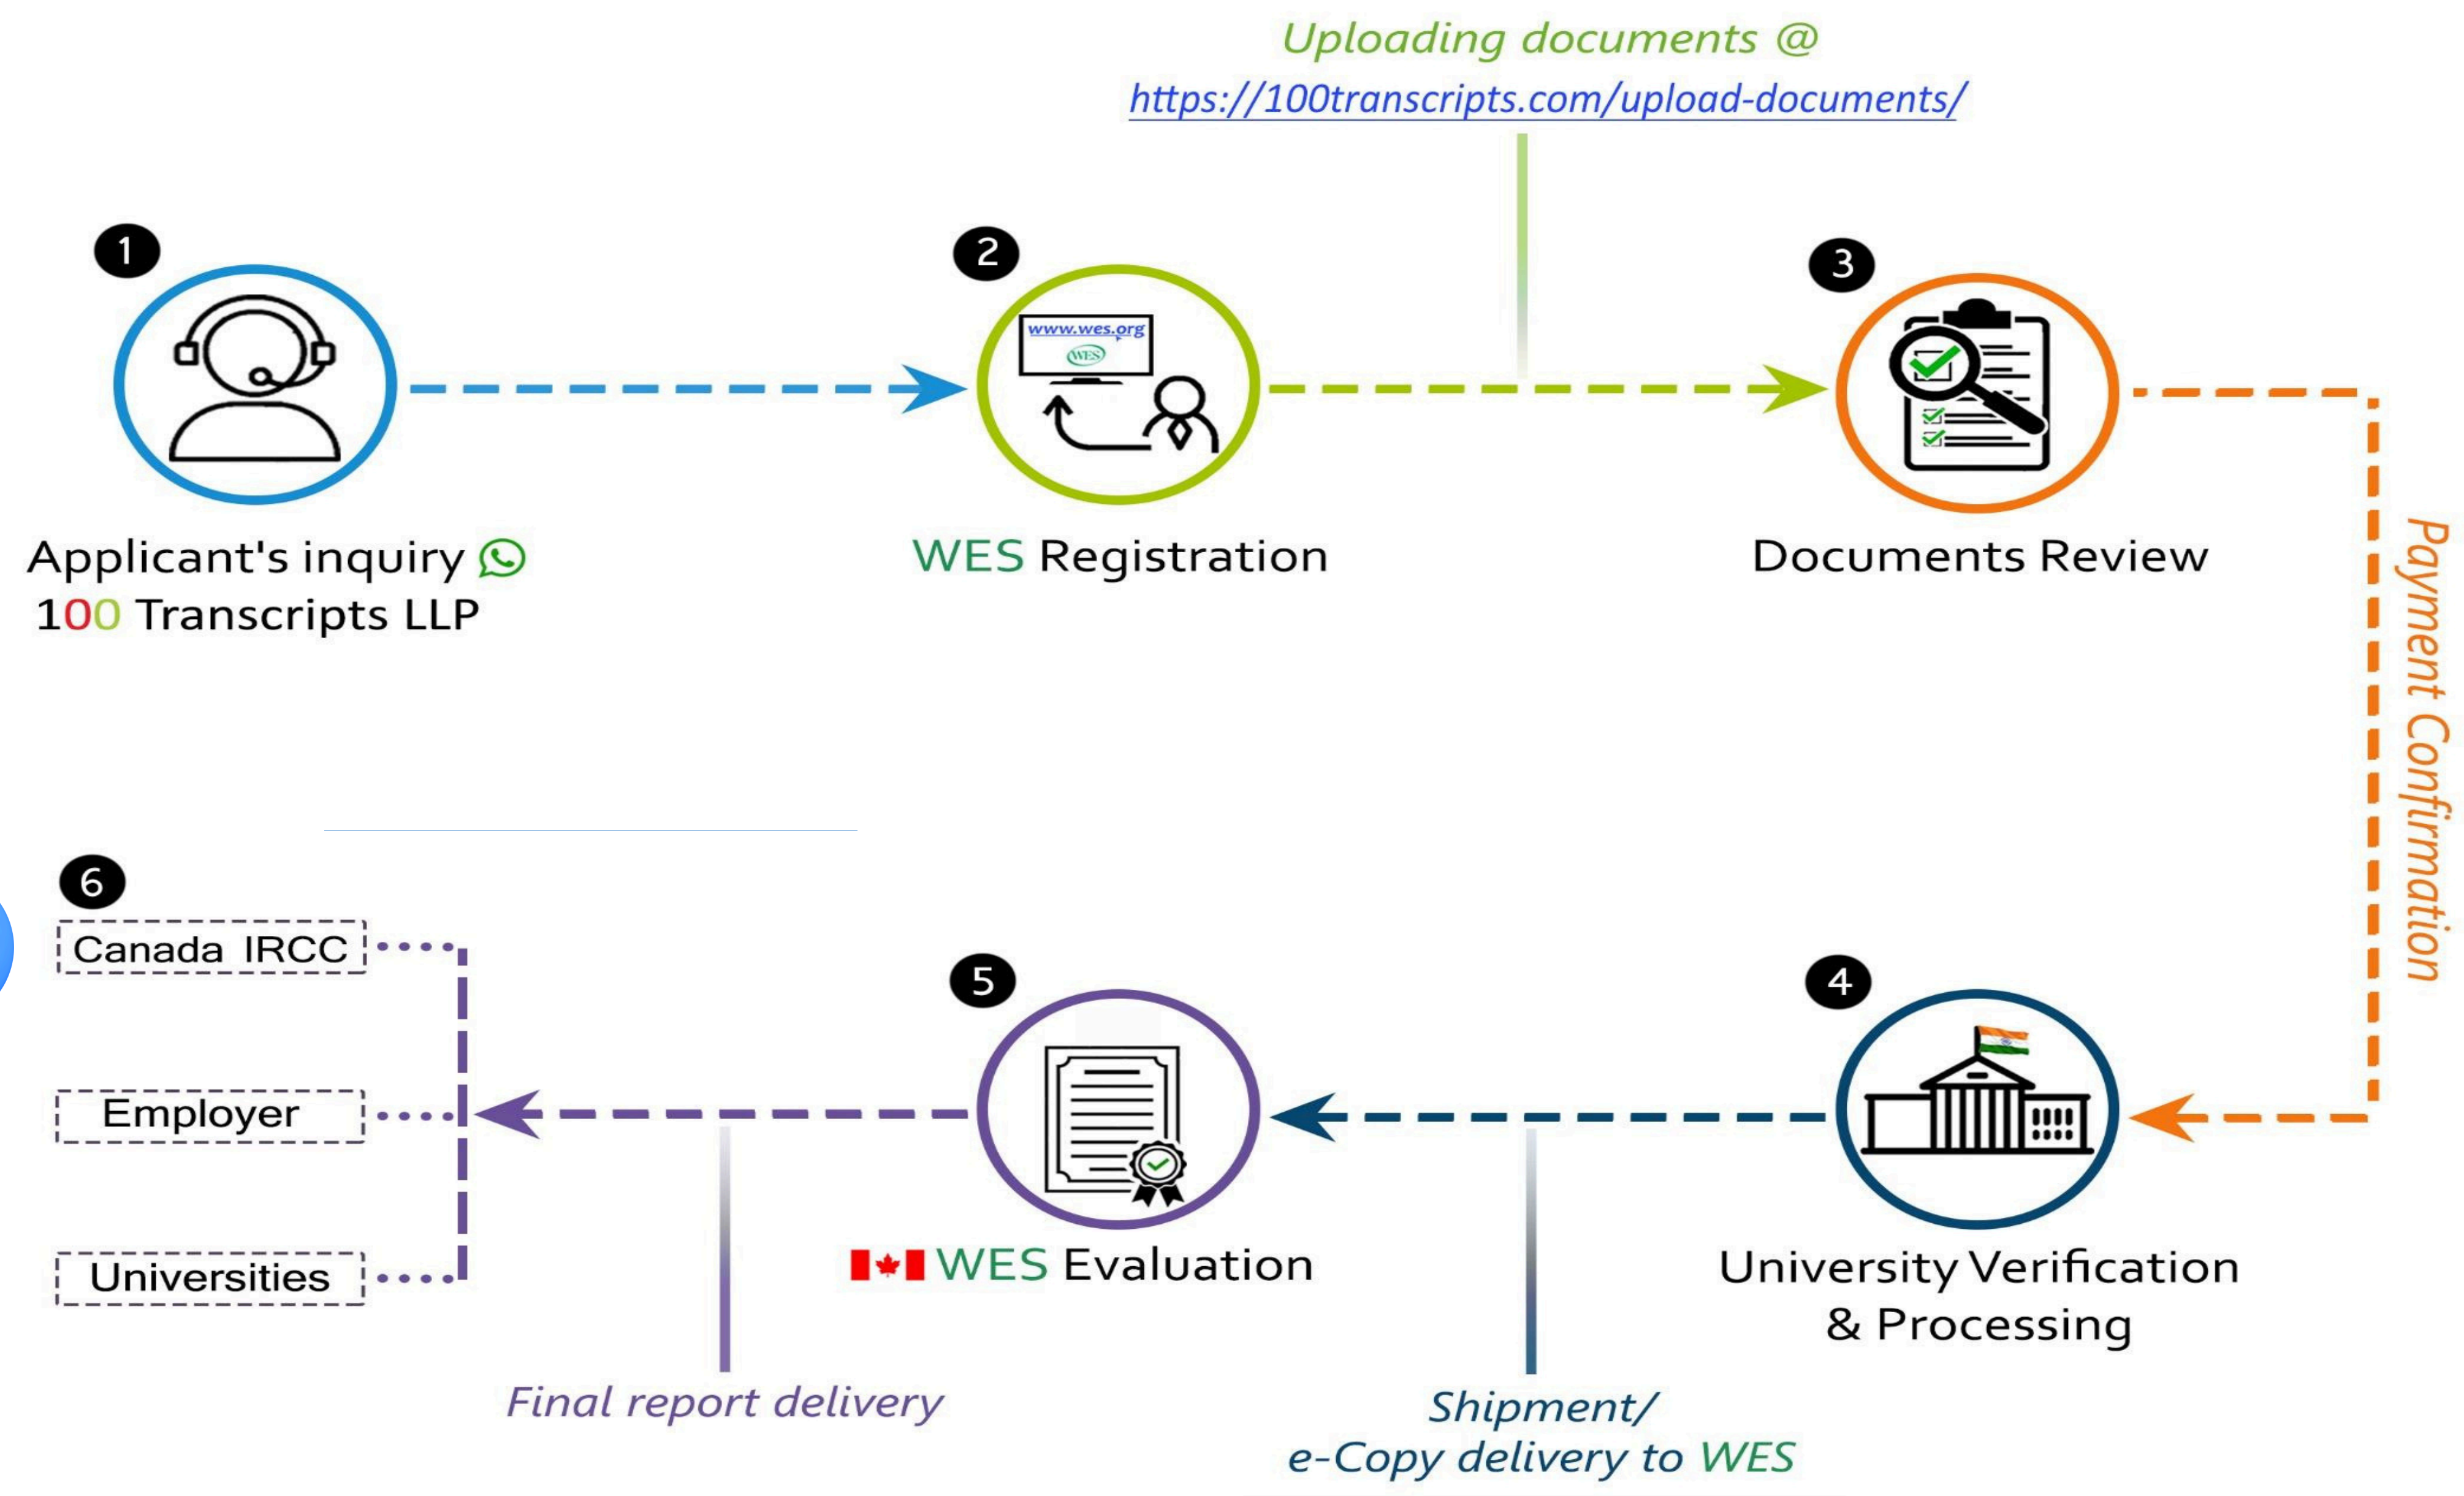 Uploading documents @
https://100transcripts.com/upload-documents/
1
2
3
www.wes.org
WES
Applicant's inquiry
100 Transcripts LLP
WES Registration
Documents Review
Payment Confirmation
6
Canada IRCC
Employer
Universities
5
4
WES Evaluation
University Verification
& Processing
Final report delivery
Shipment/
e-Copy delivery to WES